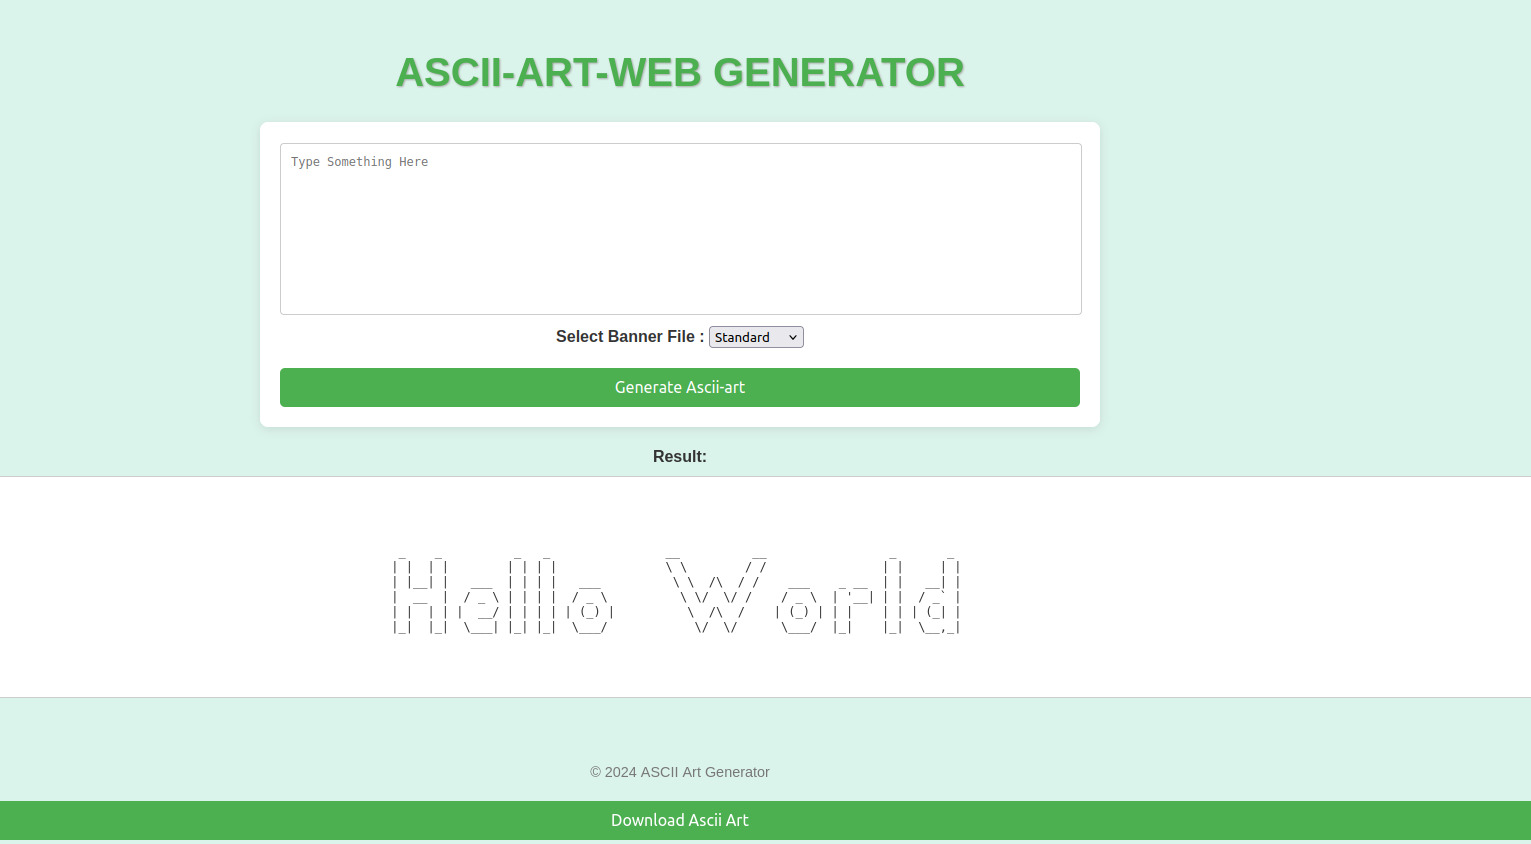 ASCII-ART-WEB GENERATOR
Type Something Here
Select Banner File : Standard
Generate Ascii-art
Result:
Hello World
© 2024 ASCII Art Generator
Download Ascii Art